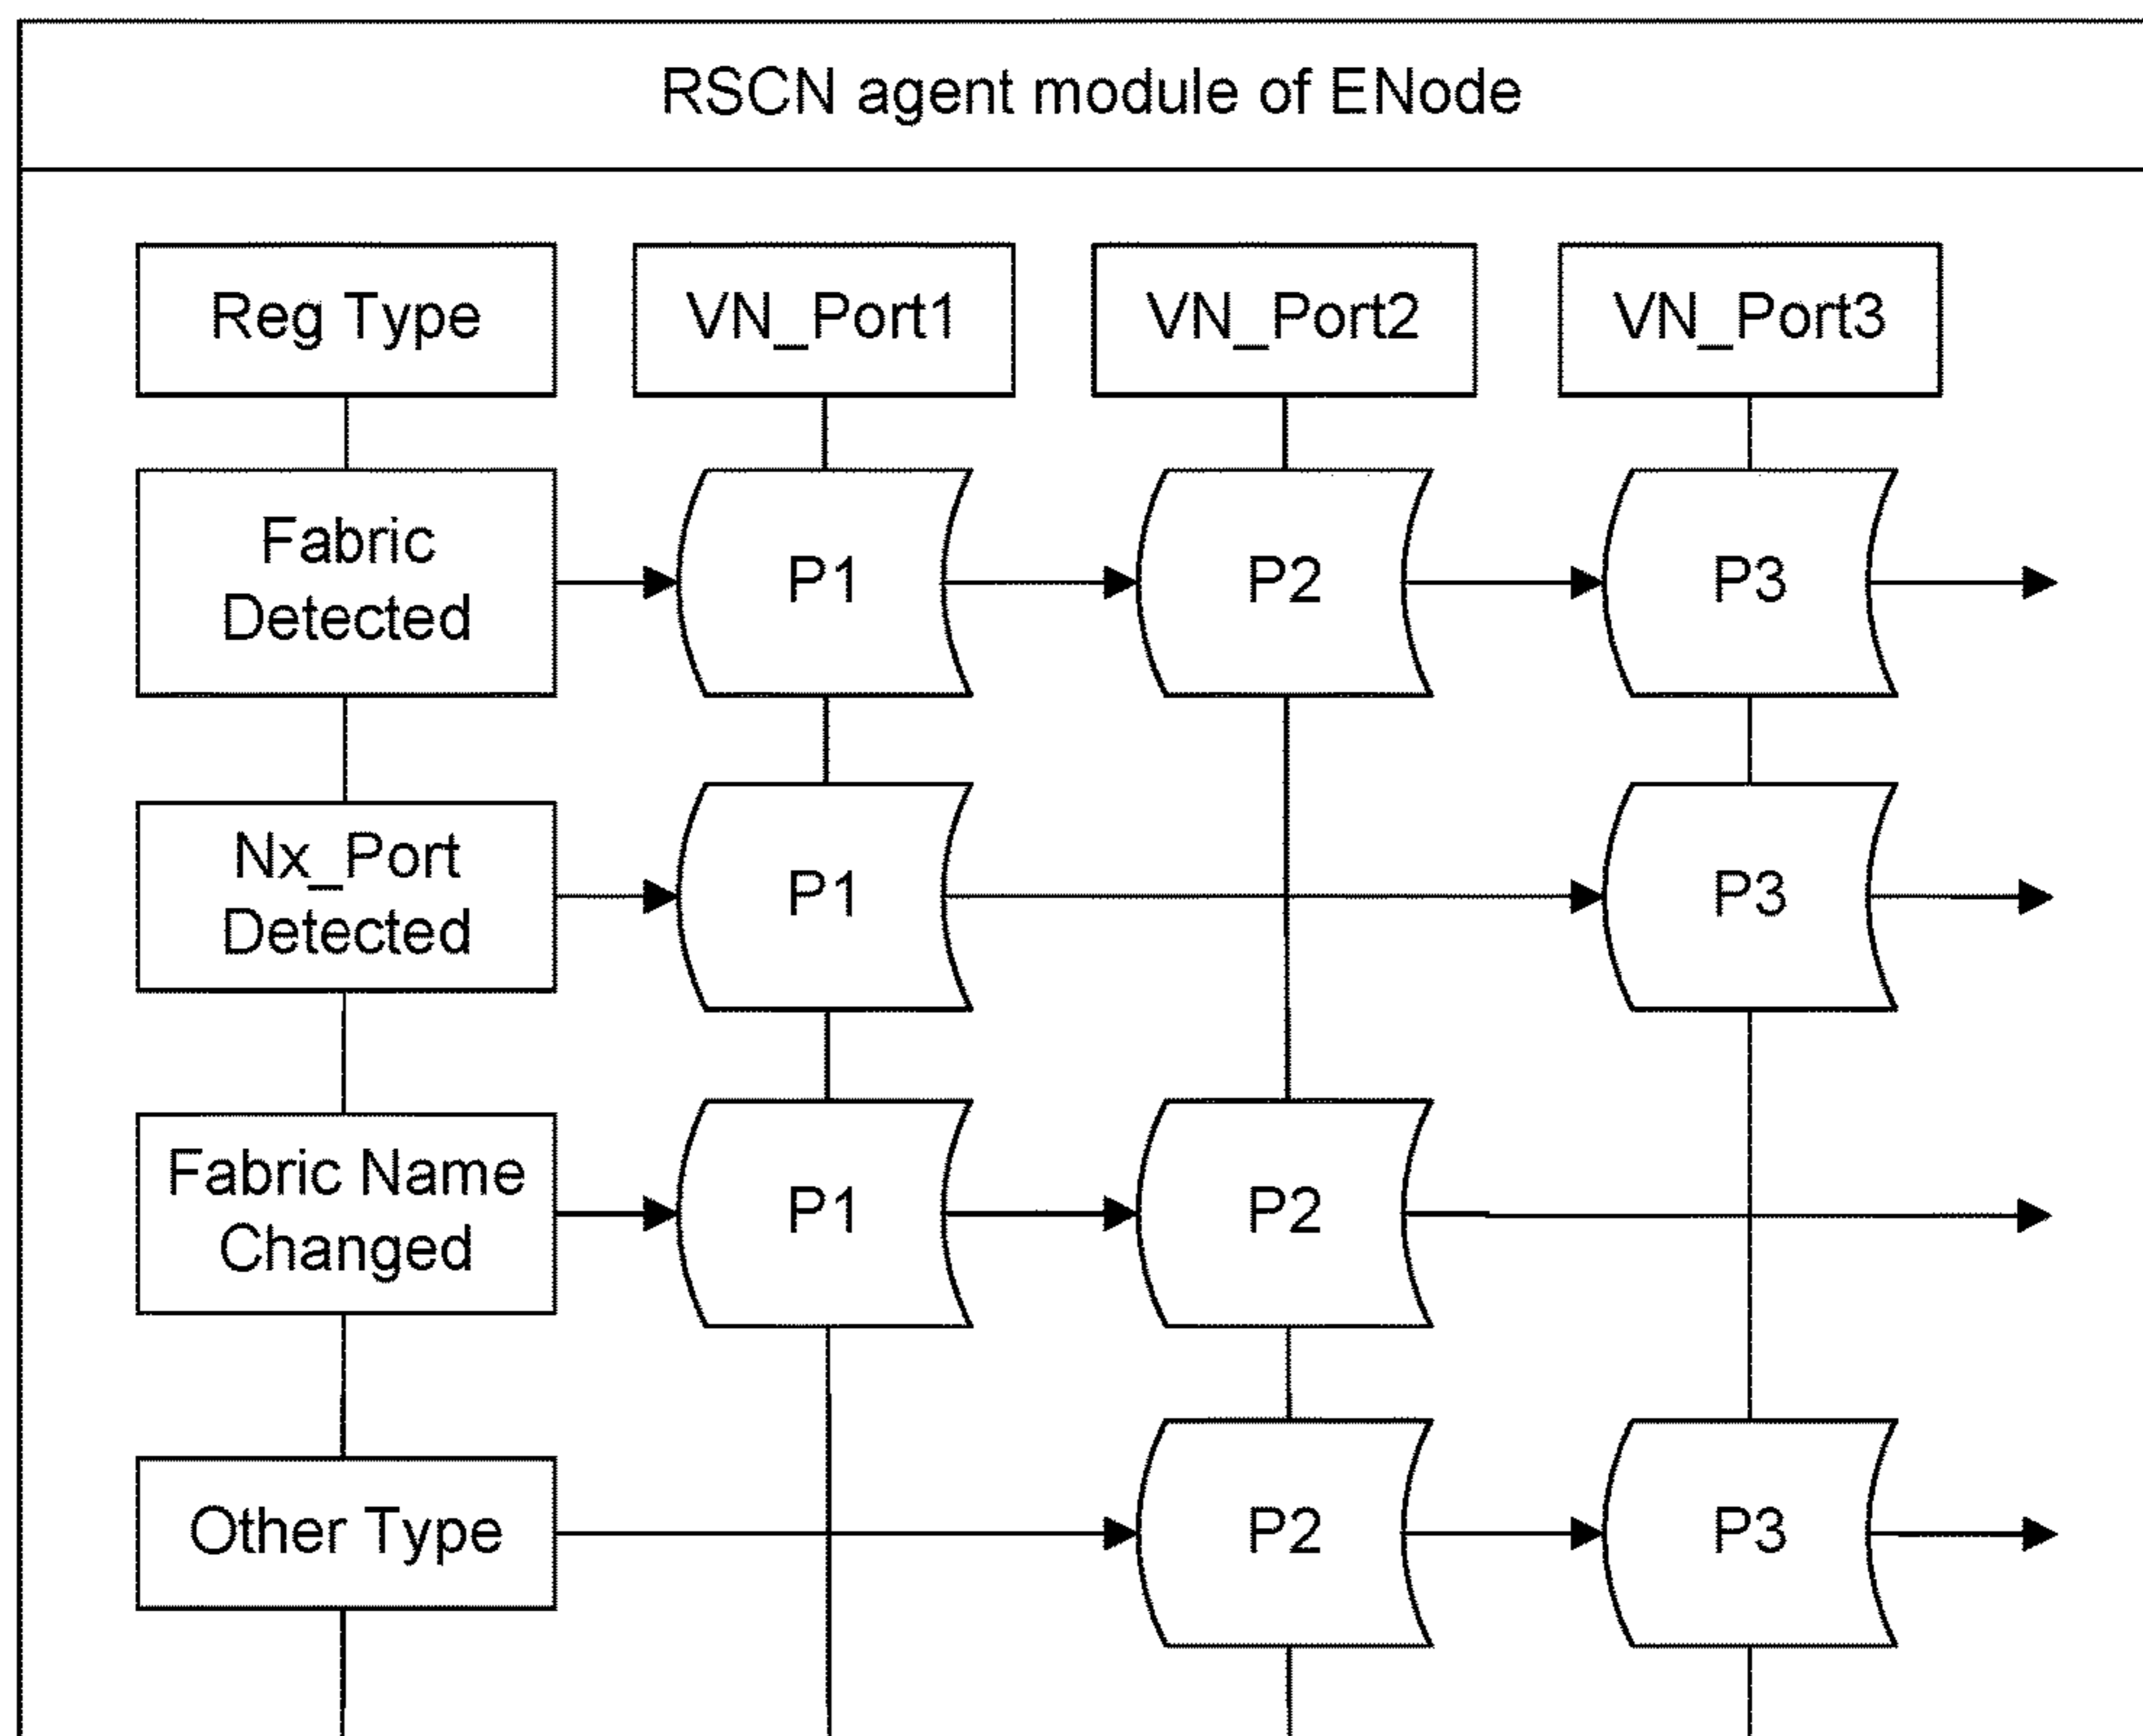 RSCN agent module of ENode
Reg Type
VN_Port1
VN_Port2
VN_Port3
Fabric
Detected
P1
P2
P3
Nx_Port
Detected
P1
P3
Fabric Name
Changed
P1
P2
Other Type
P2
P3